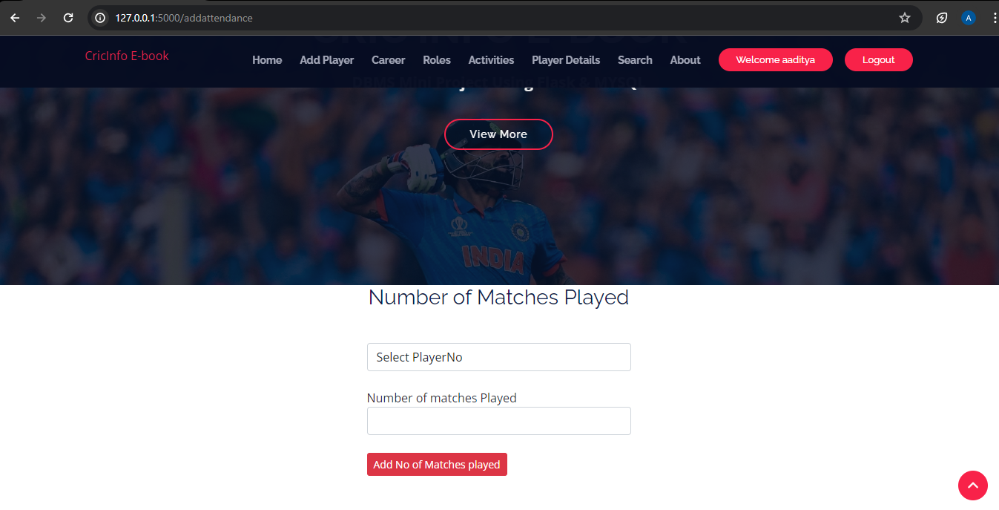 127.0.0.1:5000/addattendance
A
CricInfo E-book
Home Add Player Career Roles Activities Player Details Search About Welcome aaditya Logout
DBMS Mini Project Using Flask & MYSQL
View More
INDIA
Number of Matches Played
Select PlayerNo
Number of matches Played
Add No of Matches played